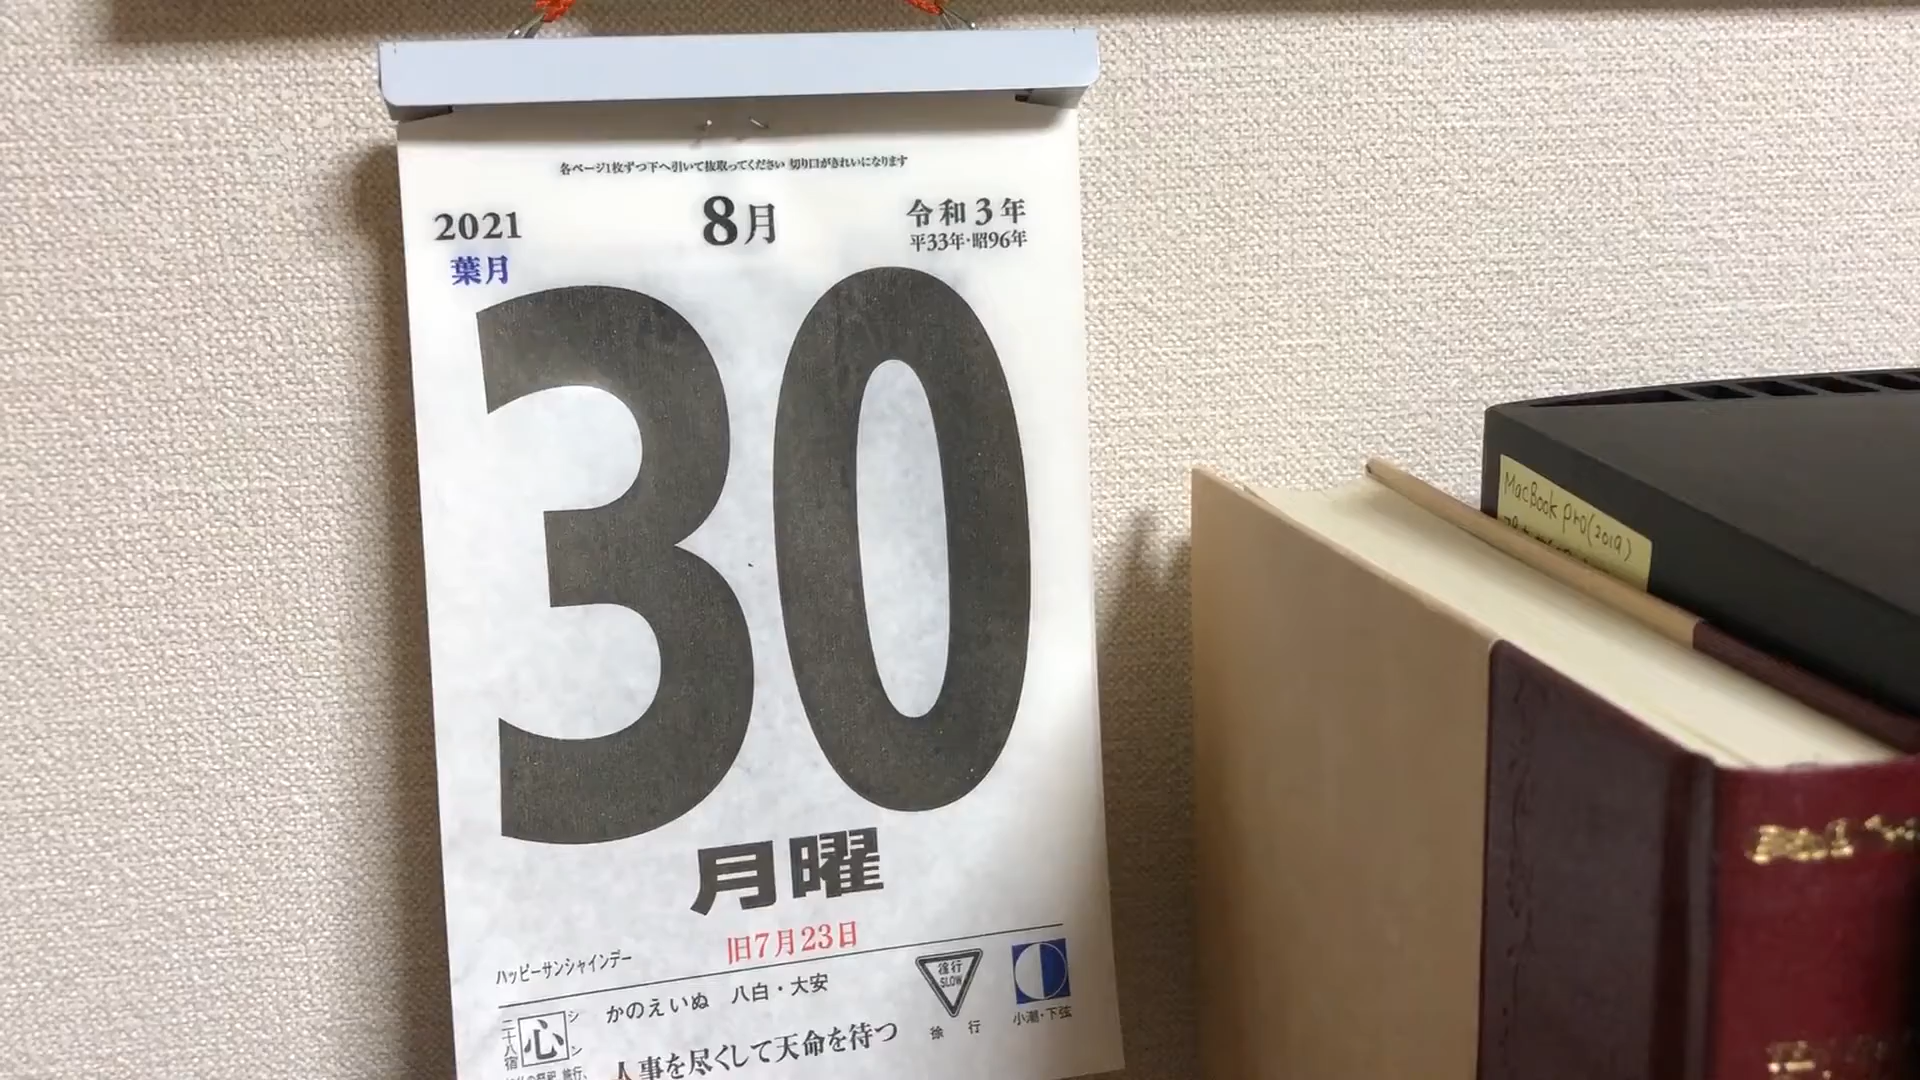 各ページ1枚ずつ下へ引いて抜取ってください 切り口がきれいになります
2021
8月
令和3年
平33年·昭96年
葉月
30
月曜
旧7月23日
ハッピーサンシャインデー
かのえいぬ 八白・大安
徐行
SLOW
徐 行
小潮・下弦
二十八宿
心
シン
人事を尽くして天命を待つ
MacBook pro(2019)